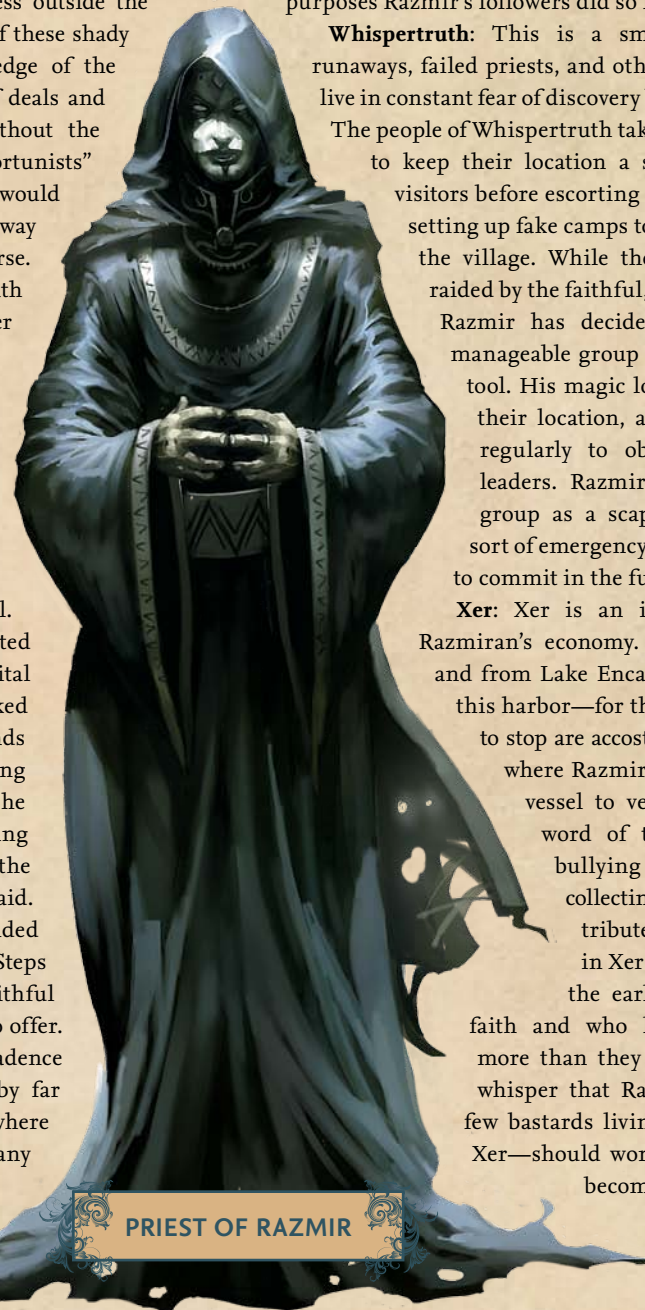 ess outside the
f these shady
edge of the
f deals and
thout the
ortunists”
would
way
rse.
th
er
l.
ted
ital
ked
nds
ng
he
ng
the
aid.
ded
Steps
ithful
o offer.
adence
by far
where
any
purposes Razmir's followers did so
Whispertruth: This is a sm
runaways, failed priests, and oth
live in constant fear of discovery
The people of Whispertruth tak
to keep their location a s
visitors before escorting
setting up fake camps to
the village. While the
raided by the faithful,
Razmir has decide
manageable group
tool. His magic lo
their location, a
regularly to ob
leaders. Razmir
group as a scap
sort of emergency
to commit in the fu
Xer: Xer is an i
Razmiran’s economy.
and from Lake Enca
this harbor—for th
to stop are accost
where Razmir
vessel to ve
word of t
bullying
collectin
tribute
in Xer
the earl
faith and who l
more than they
whisper that Ra
few bastards livin
Xer—should wor
becom
PRIEST OF RAZMIR